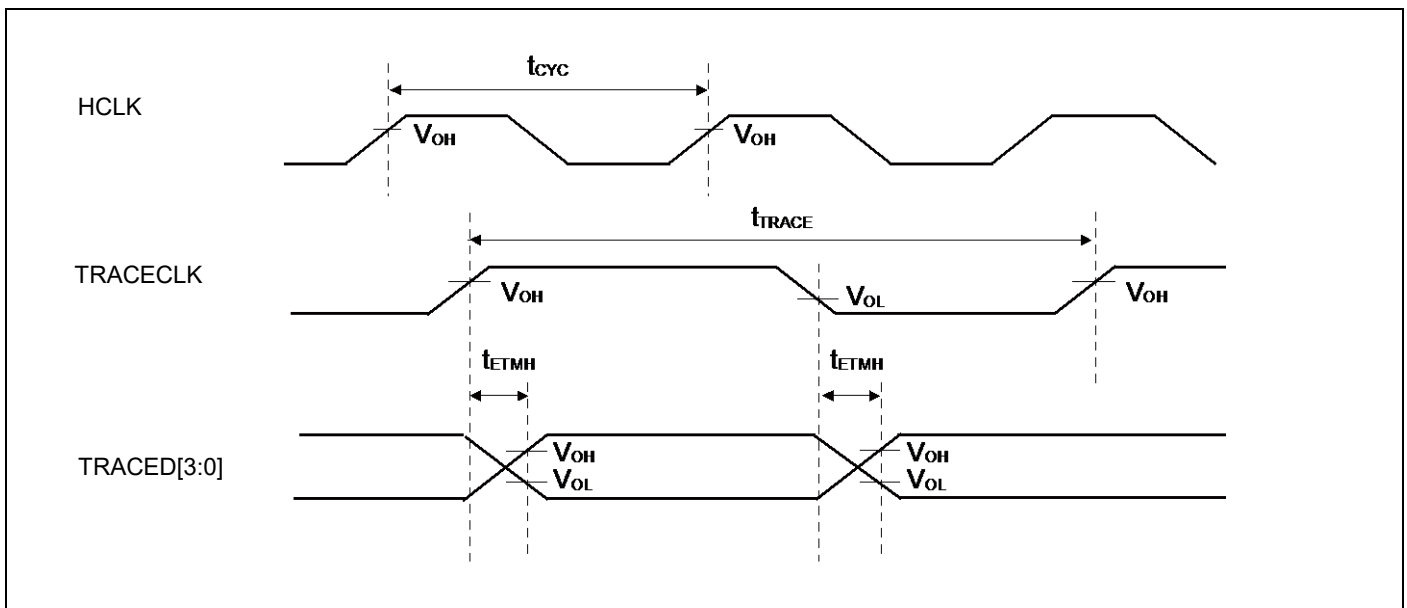 tCYC
HCLK
VOH VOH
tTRACE
TRACECLK
VOH VOL VOH
tETMH tETMH
TRACED[3:0]
VOH VOH
VOL VOL